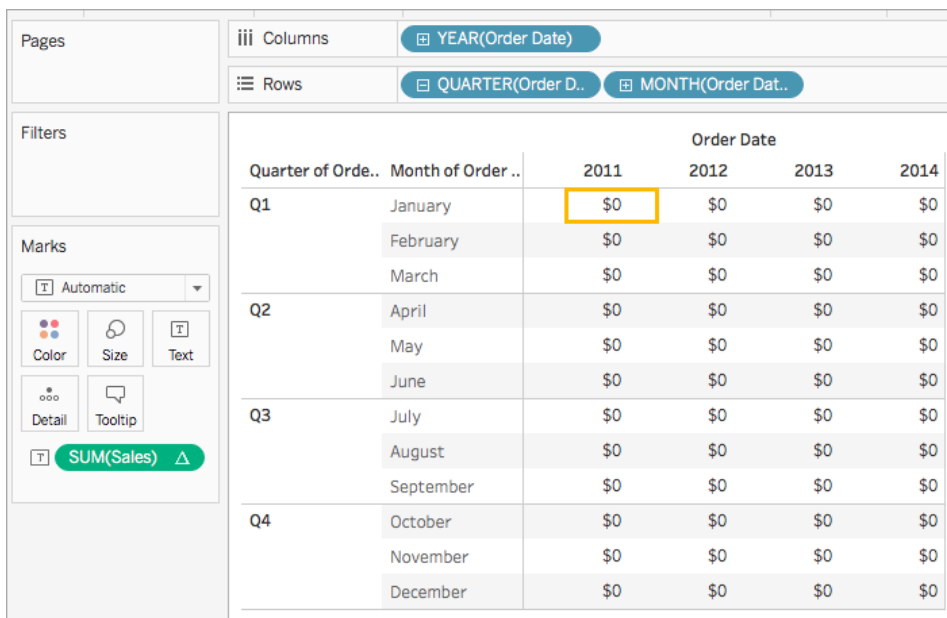 Pages
iii Columns
YEAR(Order Date)
Rows
QUARTER(Order D..
MONTH(Order Dat..
Filters
Marks
T Automatic
Color
Size
T
Text
Detail
Tooltip
T SUM(Sales) Δ
Order Date
Quarter of Orde.. Month of Order .. 2011 2012 2013 2014
Q1 January $0 $0 $0 $0
February $0 $0 $0 $0
March $0 $0 $0 $0
Q2 April $0 $0 $0 $0
May $0 $0 $0 $0
June $0 $0 $0 $0
Q3 July $0 $0 $0 $0
August $0 $0 $0 $0
September $0 $0 $0 $0
Q4 October $0 $0 $0 $0
November $0 $0 $0 $0
December $0 $0 $0 $0